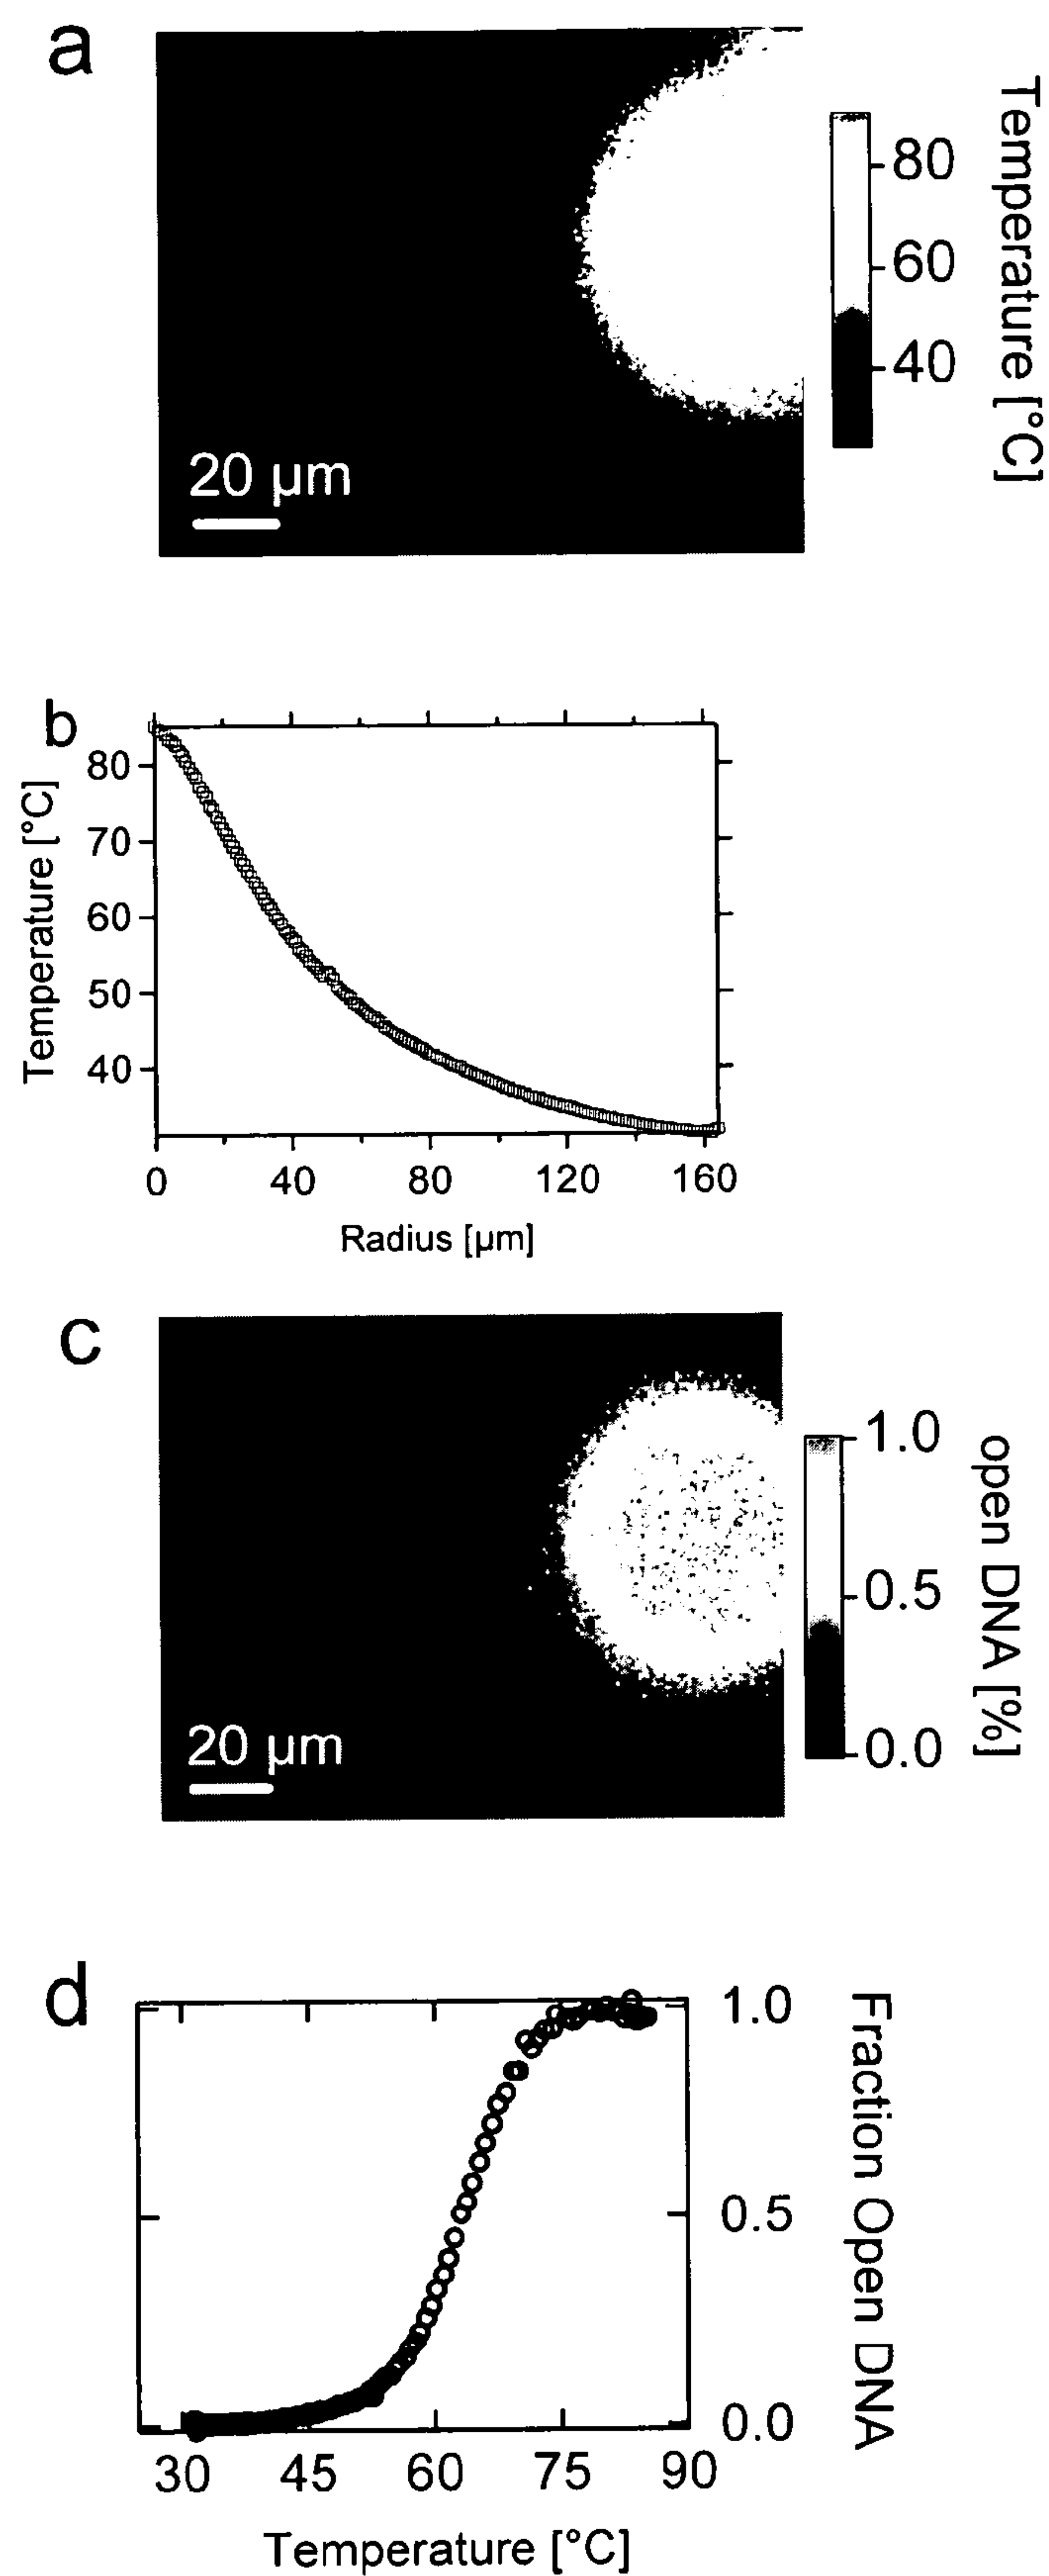 a
80
60
40
Temperature [°C]
20 µm
b
80
70
60
50
40
Temperature [°C]
0 40 80 120 160
Radius [µm]
c
1.0
0.5
0.0
open DNA [%]
20 µm
d
1.0
0.5
0.0
Fraction Open DNA
30 45 60 75 90
Temperature [°C]